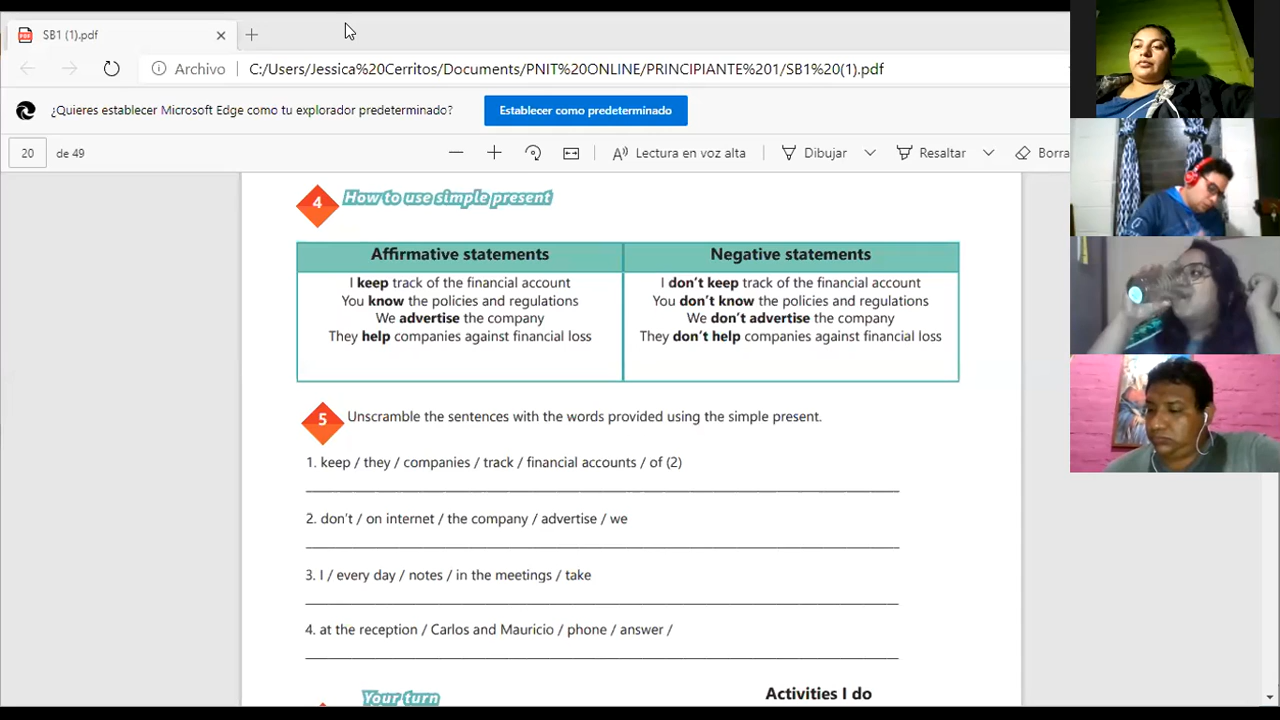 SB1 (1).pdf
Archivo
C:/Users/Jessica%20Cerritos/Documents/PNIT%20ONLINE/PRINCIPIANTE%201/SB1%20(1).pdf
¿Quieres establecer Microsoft Edge como tu explorador predeterminado?
Establecer como predeterminado
20 de 49
Lectura en voz alta
Dibujar
Resaltar
Borra
4 How to use simple present
Affirmative statements
I keep track of the financial account
You know the policies and regulations
We advertise the company
They help companies against financial loss
Negative statements
I don't keep track of the financial account
You don't know the policies and regulations
We don't advertise the company
They don't help companies against financial loss
5 Unscramble the sentences with the words provided using the simple present.
1. keep / they / companies / track / financial accounts / of (2)
2. don't / on internet / the company / advertise / we
3. I / every day / notes / in the meetings / take
4. at the reception / Carlos and Mauricio / phone / answer /
Your turn
Activities I do